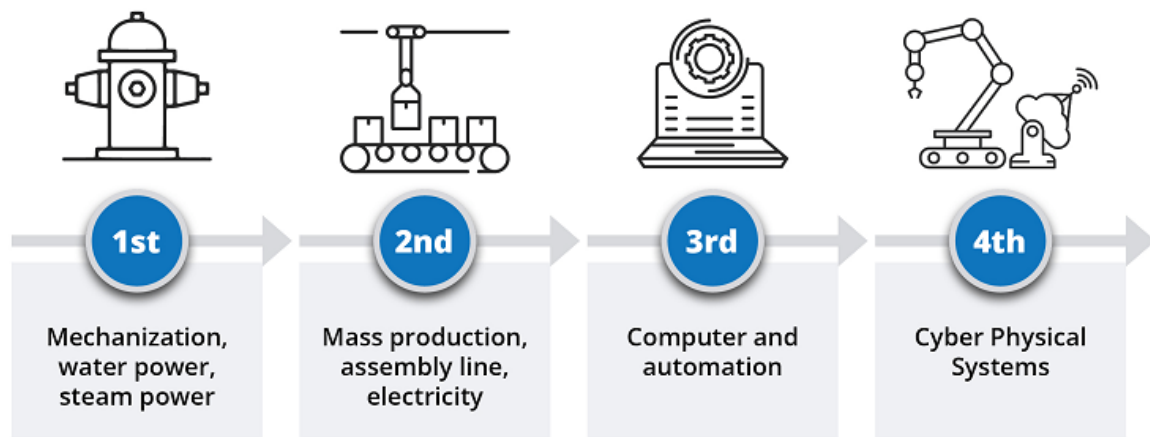 1st
Mechanization,
water power,
steam power
2nd
Mass production,
assembly line,
electricity
3rd
Computer and
automation
4th
Cyber Physical
Systems